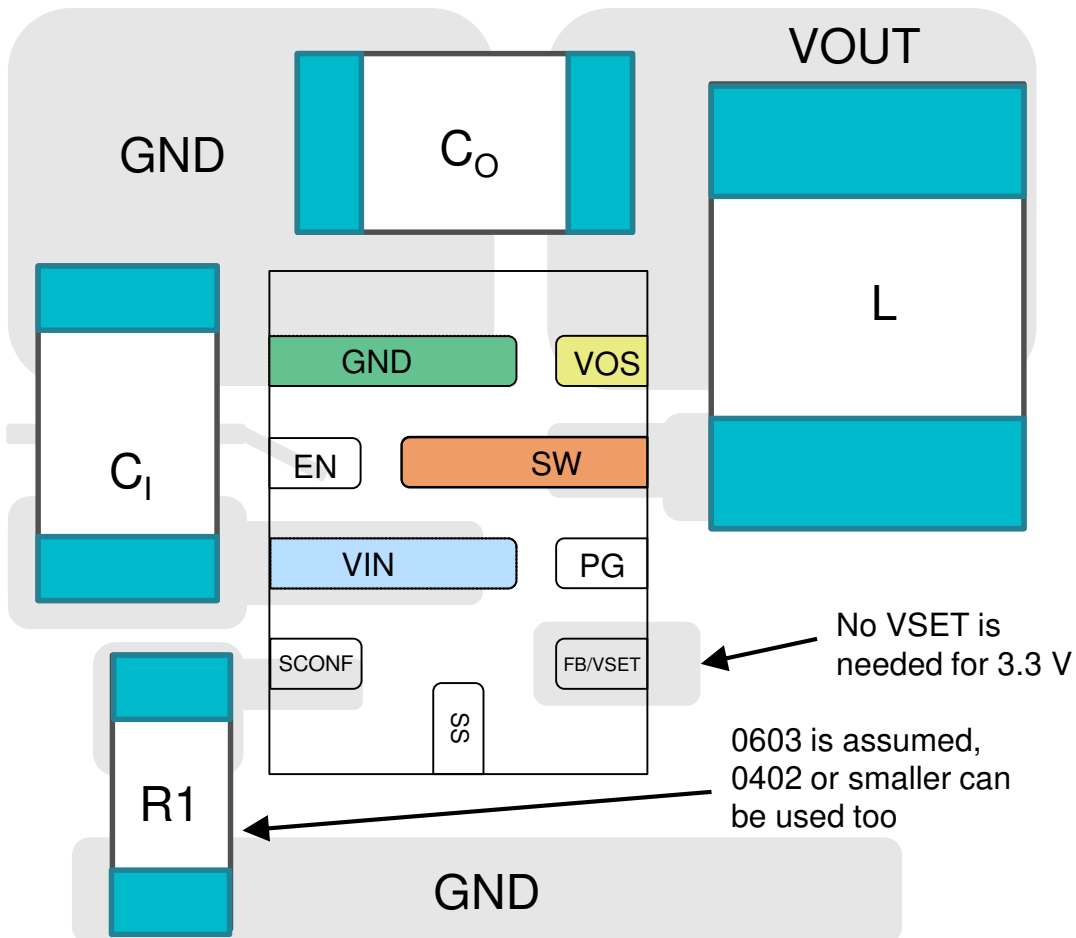 VOUT
GND
CO
L
GND
VOS
CI
EN
SW
VIN
PG
SCONF
FB/VSET
No VSET is
needed for 3.3 V
SS
0603 is assumed,
0402 or smaller can
be used too
R1
GND